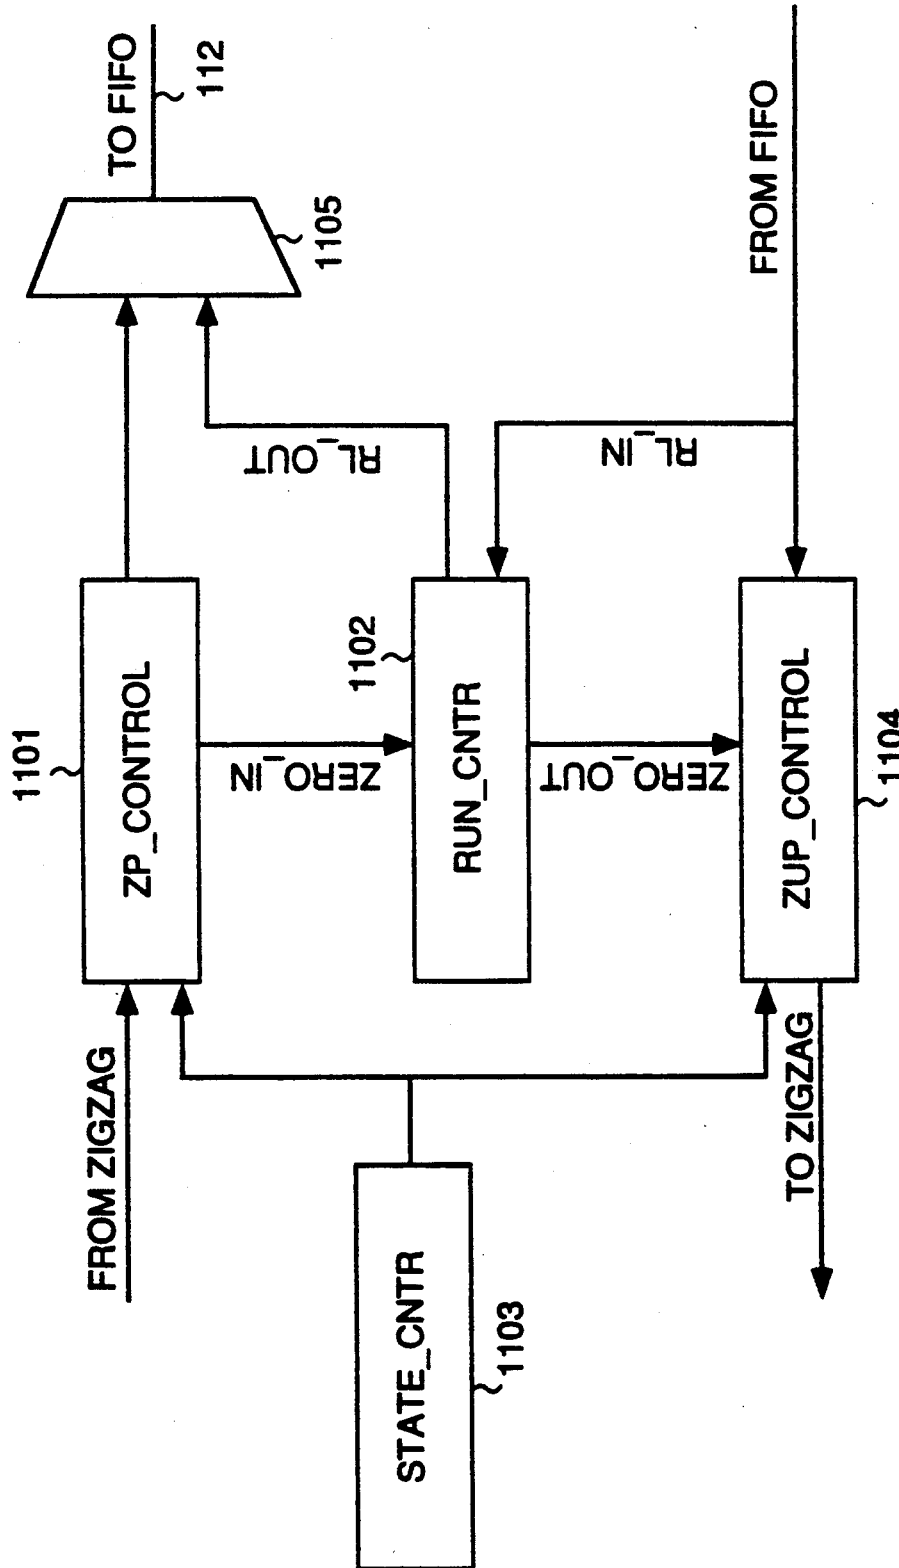 FROM ZIGZAG
1101
ZP_CONTROL
TO FIFO
112
1105
ZERO_IN
RL_OUT
STATE_CNTR
1103
1102
RUN_CNTR
ZERO_OUT
RL_IN
TO ZIGZAG
ZUP_CONTROL
1104
FROM FIFO